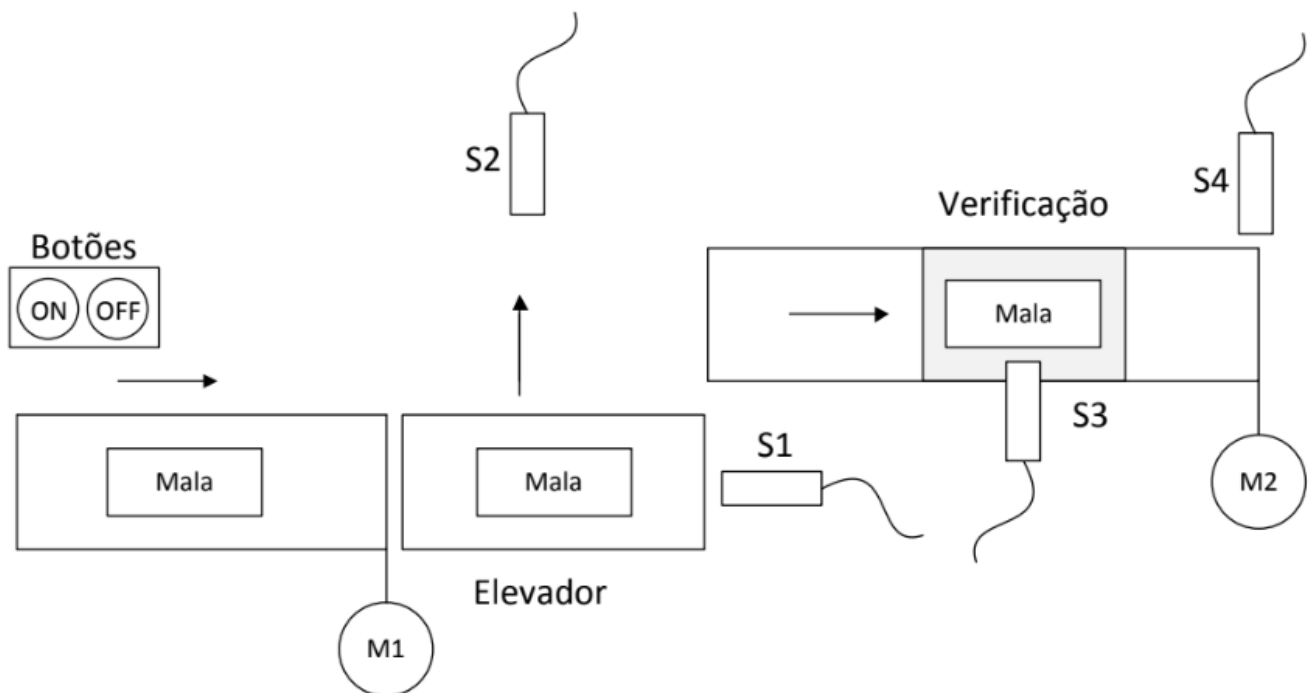 S2
S4
Verificação
Botões
ON OFF
Mala
S3
S1
Mala
Mala
M2
Elevador
M1